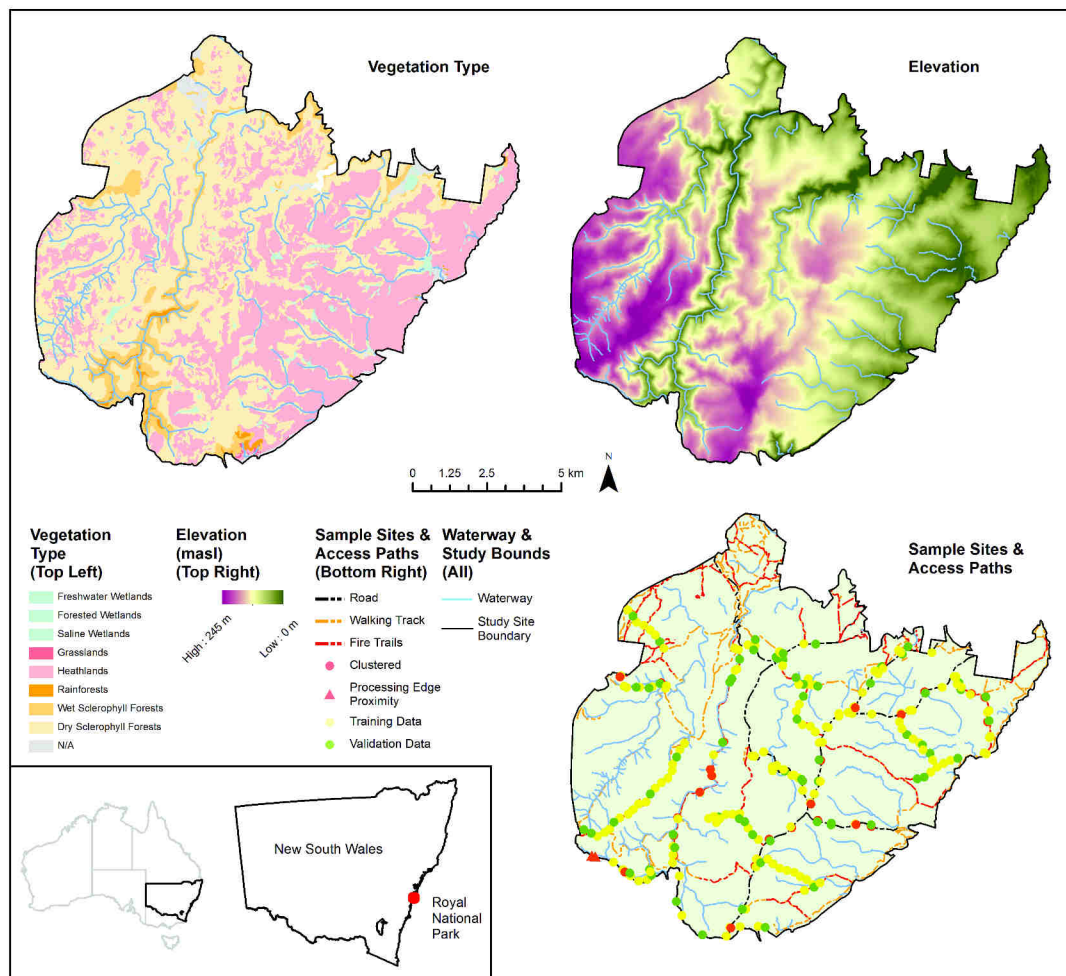 Vegetation Type
Elevation
N
0 1.25 2.5 5 km
Vegetation
Type
(Top Left)
Freshwater Wetlands
Forested Wetlands
Saline Wetlands
Grasslands
Heathlands
Rainforests
Wet Sclerophyll Forests
Dry Sclerophyll Forests
N/A
Elevation
(masl)
(Top Right)
High : 245 m
Low : 0 m
Sample Sites &
Access Paths
(Bottom Right)
Road
Walking Track
Fire Trails
Clustered
Processing Edge
Proximity
Training Data
Validation Data
Waterway &
Study Bounds
(All)
Waterway
Study Site
Boundary
Sample Sites &
Access Paths
New South Wales
Royal
National
Park